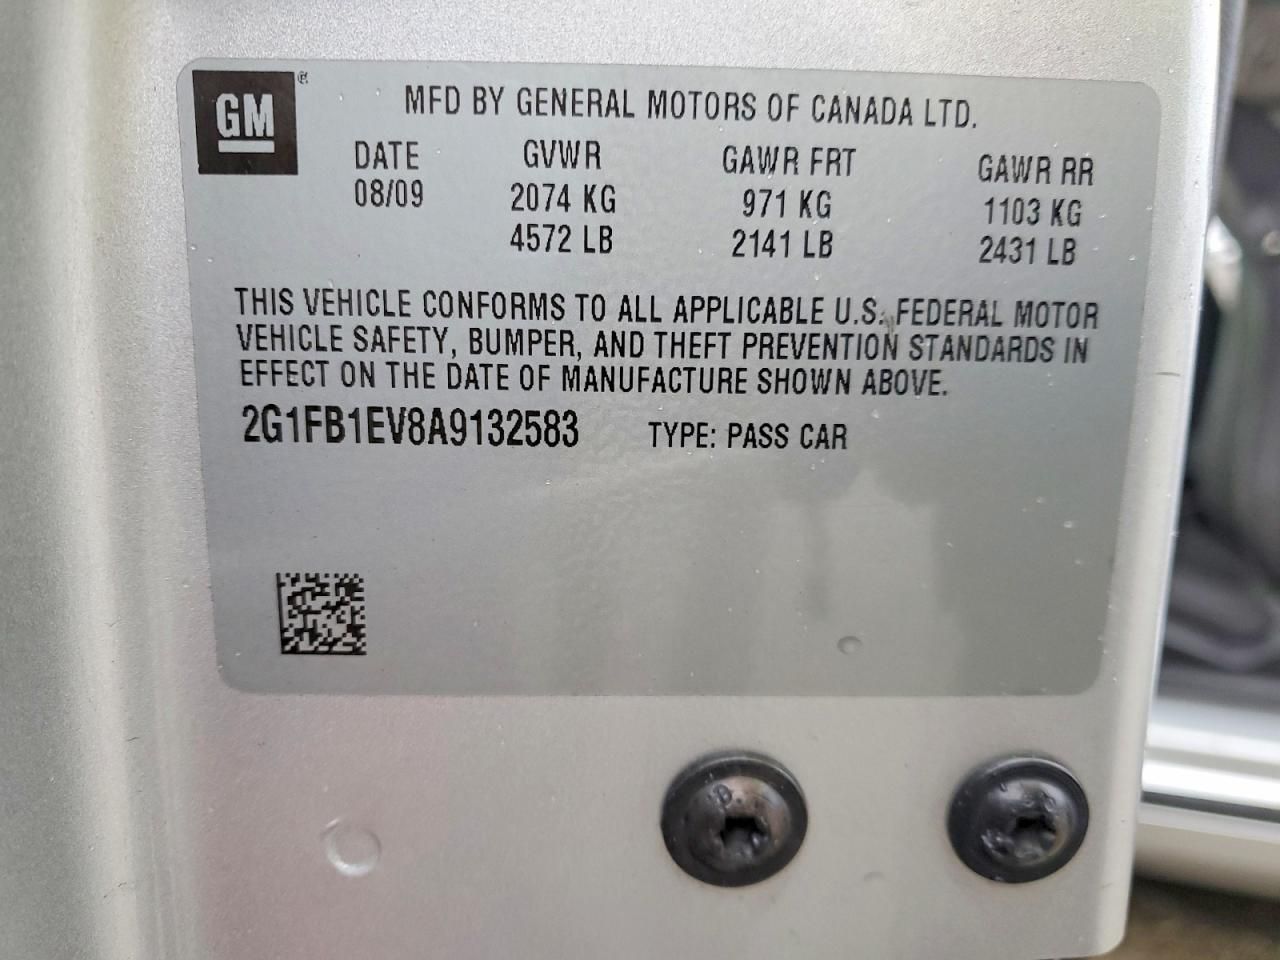 GM
MFD BY GENERAL MOTORS OF CANADA LTD.
DATE GVWR GAWR FRT GAWR RR
08/09 2074 KG 971 KG 1103 KG
4572 LB 2141 LB 2431 LB
THIS VEHICLE CONFORMS TO ALL APPLICABLE U.S. FEDERAL MOTOR
VEHICLE SAFETY, BUMPER, AND THEFT PREVENTION STANDARDS IN
EFFECT ON THE DATE OF MANUFACTURE SHOWN ABOVE.
2G1FB1EV8A9132583 TYPE: PASS CAR